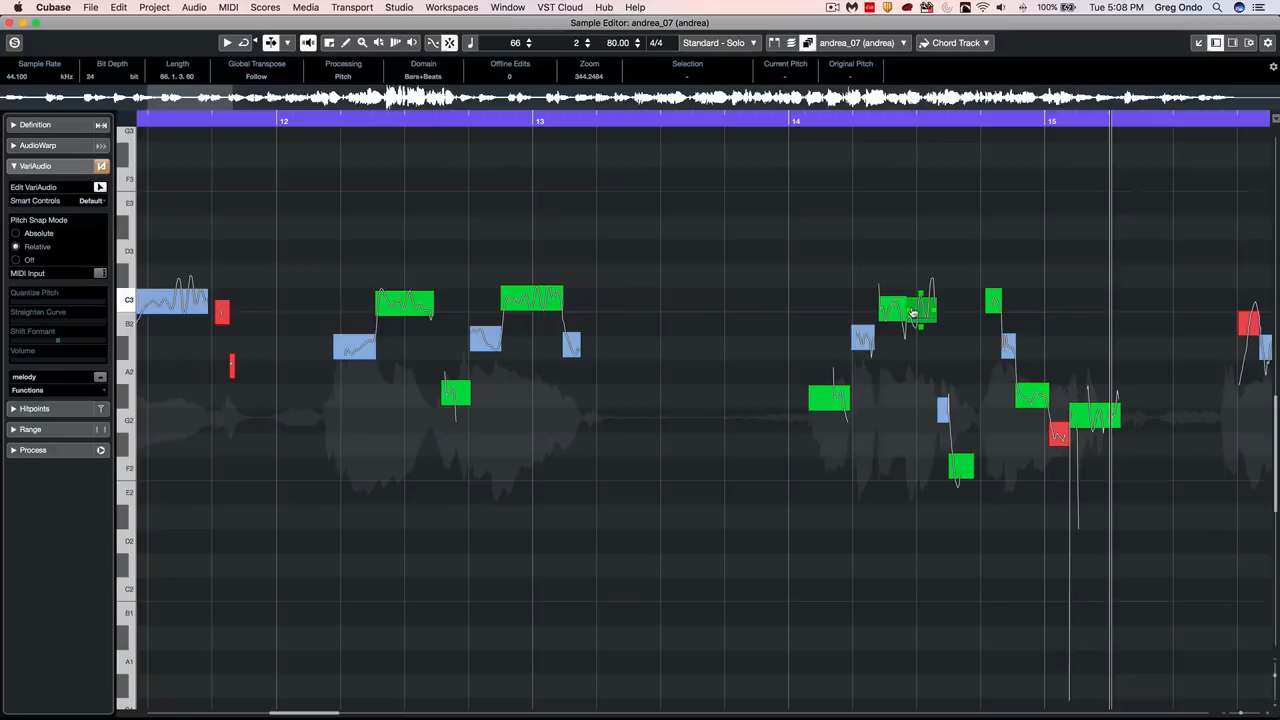 Cubase File Edit Project Audio MIDI Scores Media Transport Studio Workspaces Window VST Cloud Hub Help 100% Tue 5:08 PM Greg Ondo
Sample Editor: andrea_07 (andrea)
66 2 80.00 4/4 Standard - Solo andrea_07 (andrea) Chord Track
Sample Rate Bit Depth Length Global Transpose Processing Domain Offline Edits Zoom Selection Current Pitch Original Pitch
44.100 kHz 24 bit 66. 1. 3. 60 Follow Pitch Bars+Beats 0 344.2484 - - -
Definition
AudioWarp
VariAudio
Edit VariAudio
Smart Controls Default
Pitch Snap Mode
Absolute
Relative
Off
MIDI Input
Quantize Pitch
Straighten Curve
Shift Formant
Volume
melody
Functions
Hitpoints
Range
Process
12 13 14 15
G3
F3
E3
D3
C3
B2
A2
G2
F2
E2
D2
C2
B1
A1